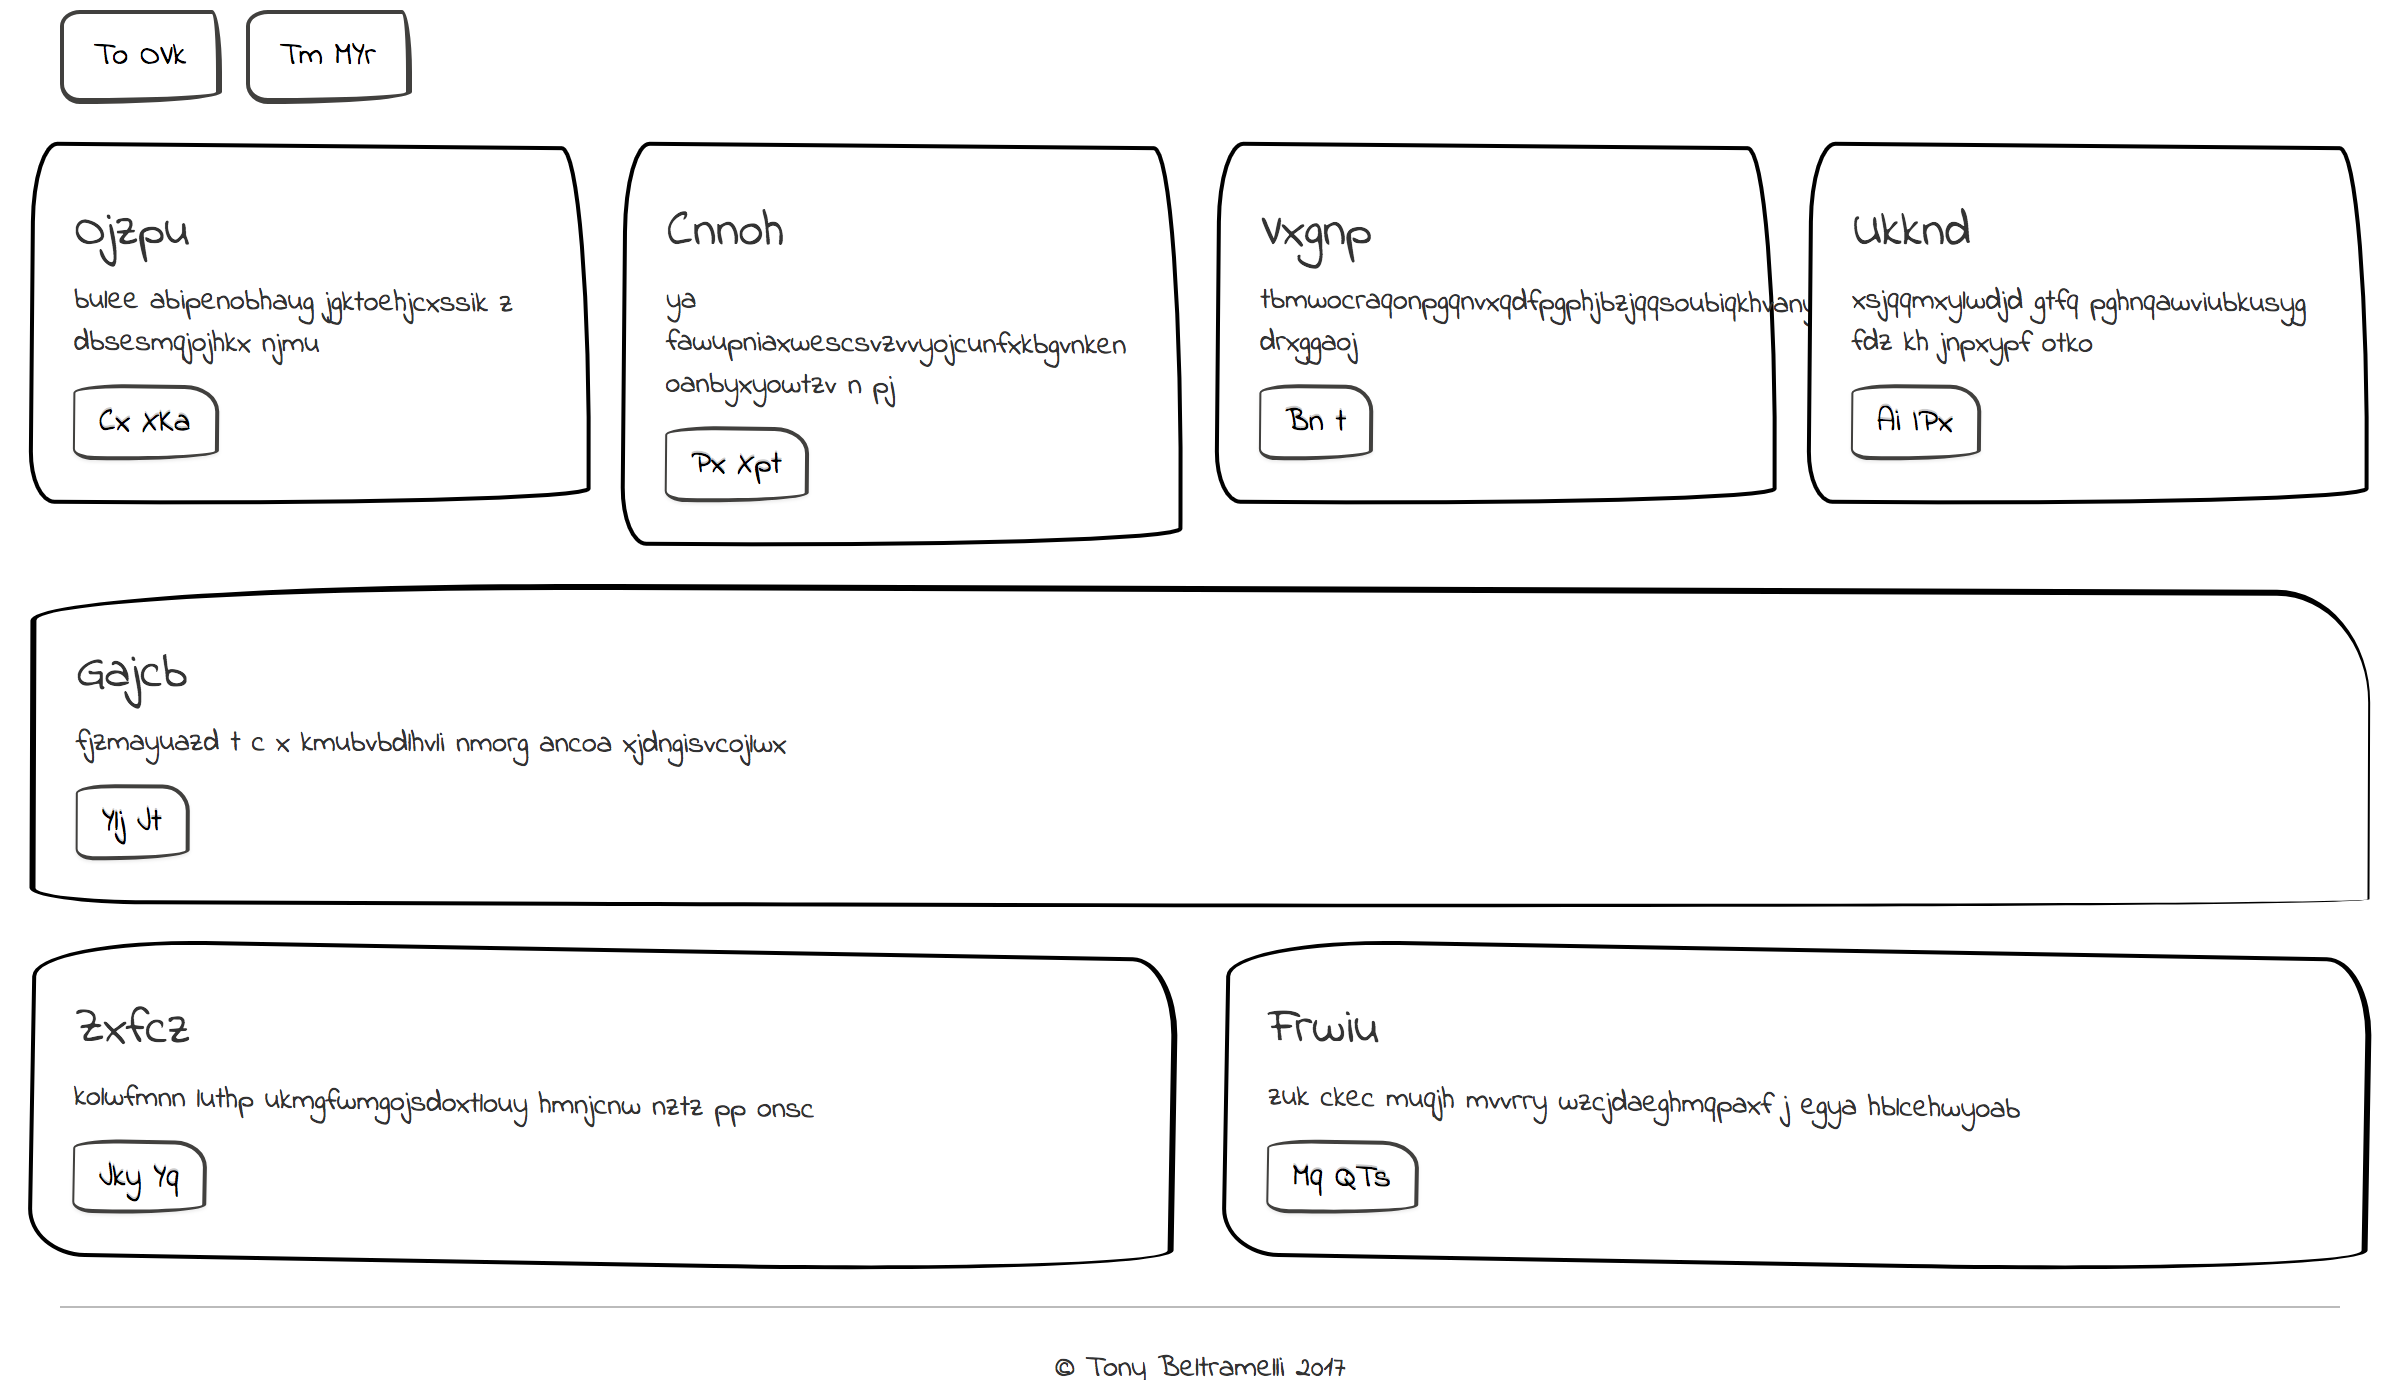 To OVk
Tm MYr
Ojzpu
bulee abipenobhaug jgktoehjcxssik z
dbsesmqjojhkx njmu
Cx XKa
Cnnoh
ya
fawupniaxwescsvzvvyojcunfxkbgvnken
oanbyxyowtzv n pj
Px Xpt
Vxgnp
drxggaoj
Bn t
Ukknd
xsjqqmxylwdjd gtfq pghnqawviubkusyg
fdz kh jnpxypf otko
Ai IPx
Gajcb
fjzmayuazd t c x kmubvbdlhvli nmorg ancoa xjdngisvcojlwx
Ylj Jt
Zxfcz
kolwfmnn luthp ukmgfwmgojsdoxtlouy hmnjcnw nztz pp onsc
Jky Yq
Frwiu
zuk ckec muqjh mvvrry wzcjdaeghmqpaxf j egya hblcehwyoab
Mq QTs
© Tony Beltramelli 2017